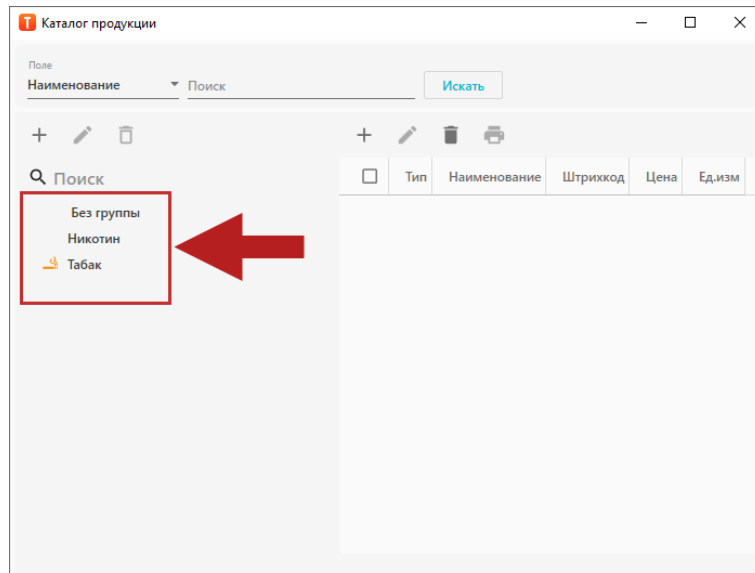 T Каталог продукции
Поле
Наименование Поиск Искать
Поиск
Тип Наименование Штрихкод Цена Ед.изм
Без группы
Никотин
Табак